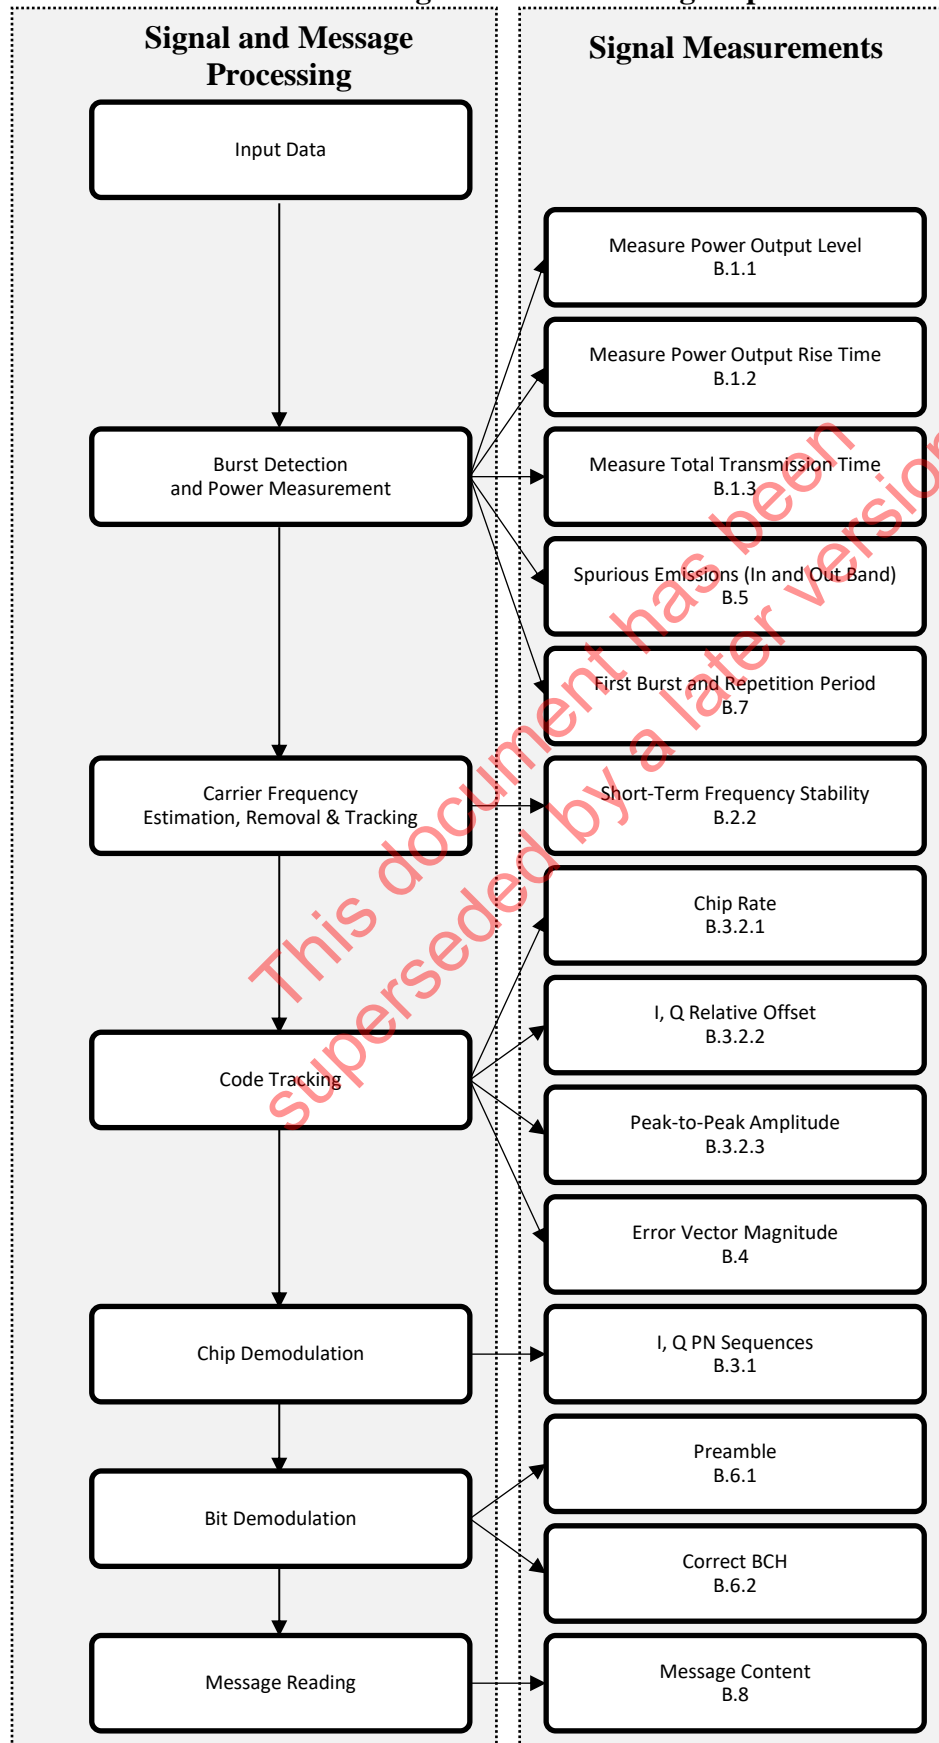 Signal and Message
Processing
Input Data
Burst Detection
and Power Measurement
Carrier Frequency
Estimation, Removal & Tracking
Code Tracking
Chip Demodulation
Bit Demodulation
Message Reading
Signal Measurements
Measure Power Output Level
B.1.1
Measure Power Output Rise Time
B.1.2
Measure Total Transmission Time
B.1.3
Spurious Emissions (In and Out Band)
B.5
First Burst and Repetition Period
B.7
Short-Term Frequency Stability
B.2.2
Chip Rate
B.3.2.1
I, Q Relative Offset
B.3.2.2
Peak-to-Peak Amplitude
B.3.2.3
Error Vector Magnitude
B.4
I, Q PN Sequences
B.3.1
Preamble
B.6.1
Correct BCH
B.6.2
Message Content
B.8
This document has been
superseded by a later version